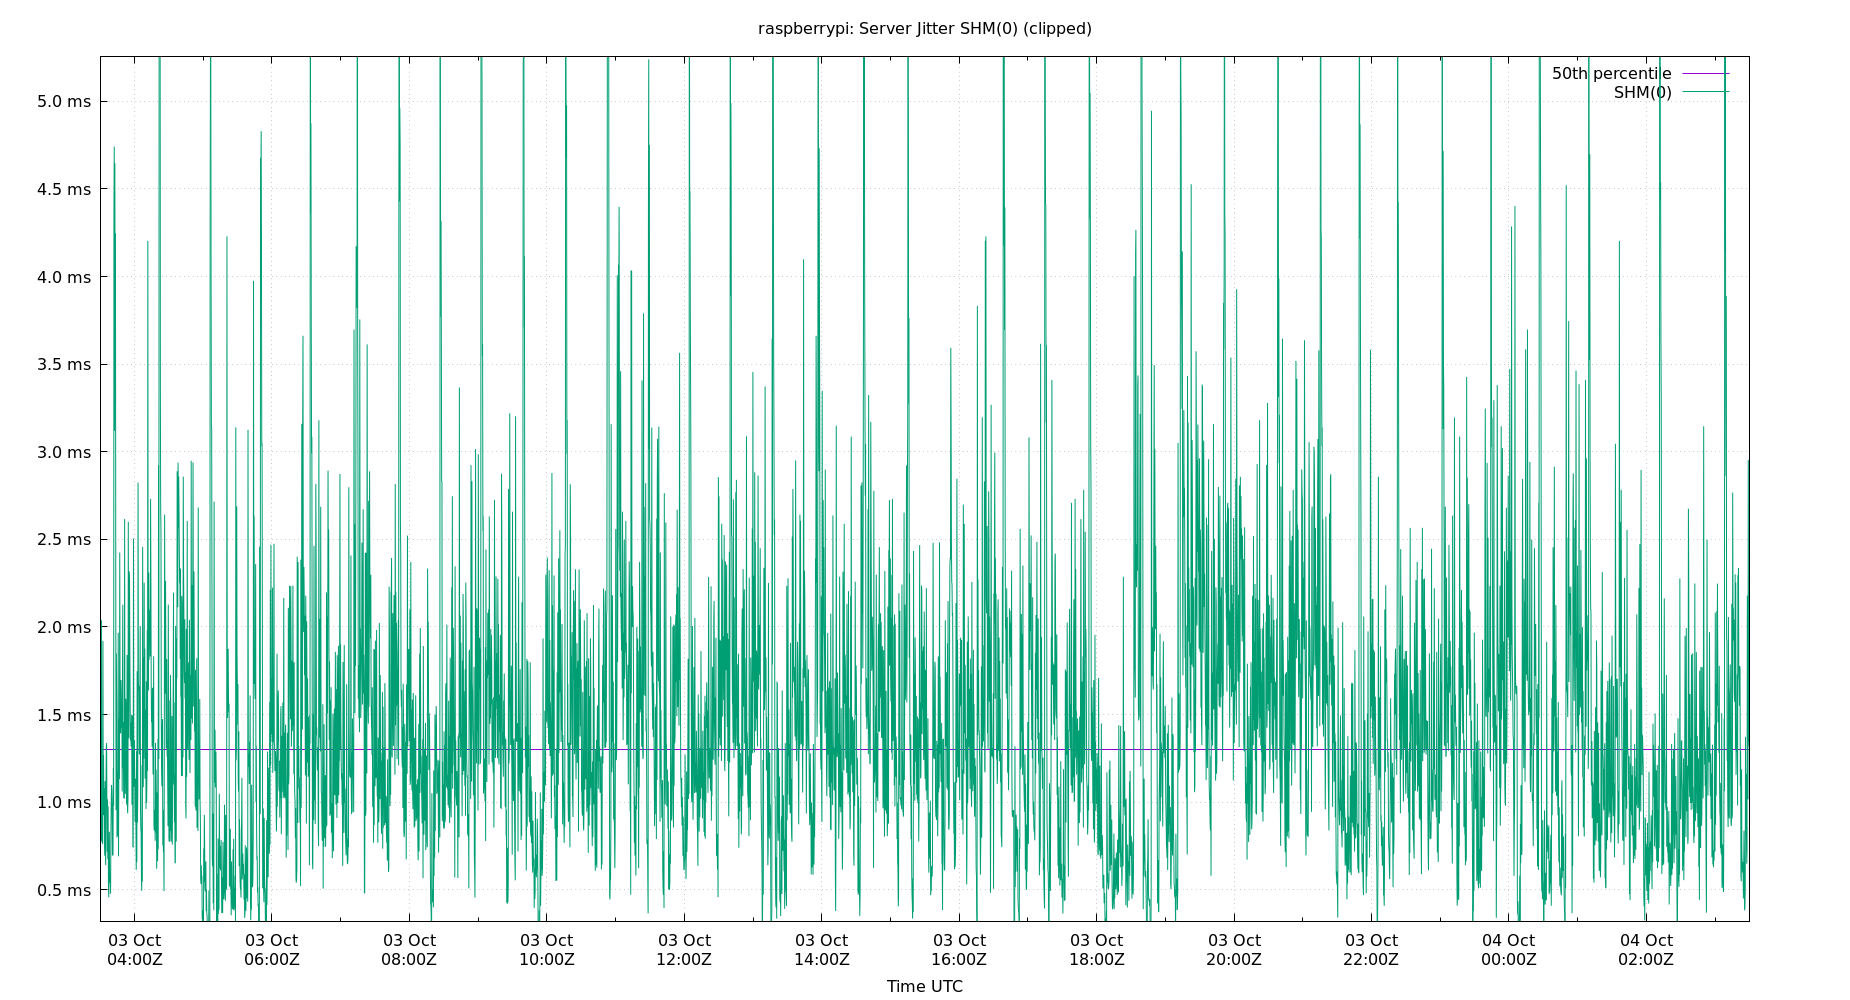 raspberrypi: Server Jitter SHM(0) (clipped)
50th percentile
SHM(0)
5.0 ms
4.5 ms
4.0 ms
3.5 ms
3.0 ms
2.5 ms
2.0 ms
1.5 ms
1.0 ms
0.5 ms
03 Oct 03 Oct 03 Oct 03 Oct 03 Oct 03 Oct 03 Oct 03 Oct 03 Oct 03 Oct 04 Oct 04 Oct
04:00Z 06:00Z 08:00Z 10:00Z 12:00Z 14:00Z 16:00Z 18:00Z 20:00Z 22:00Z 00:00Z 02:00Z
Time UTC